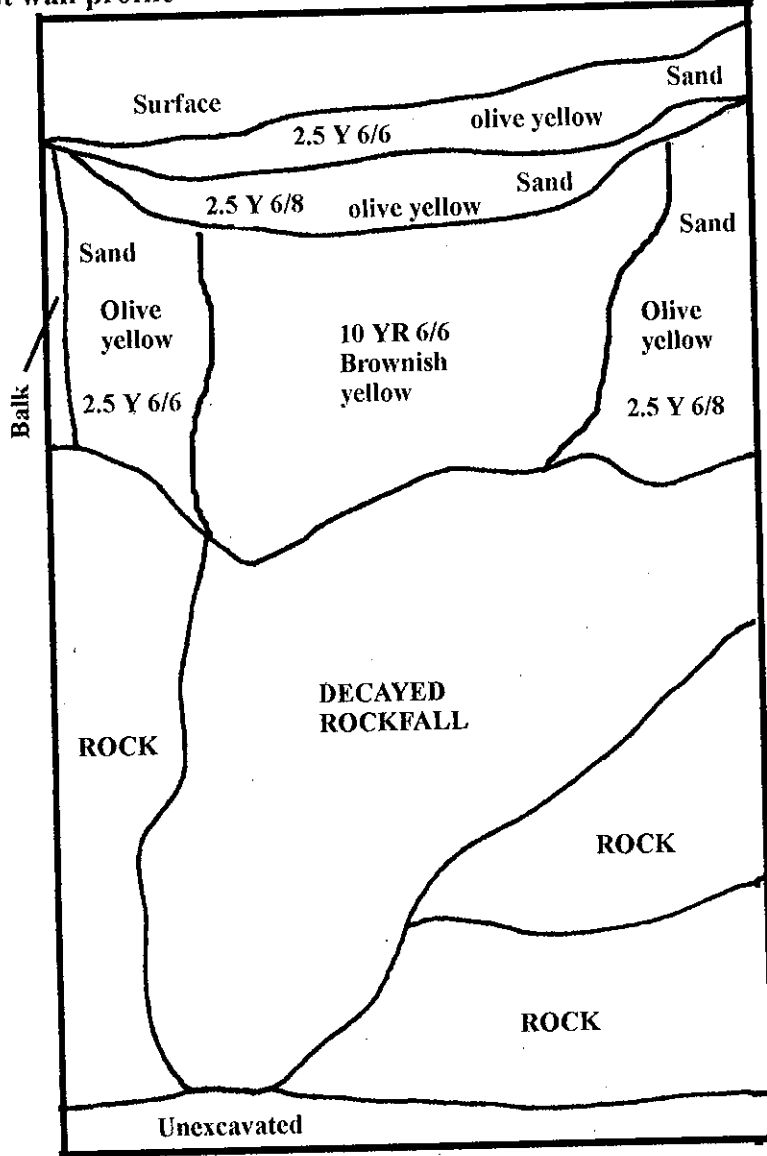 wall profile
Surface
Sand
2.5 Y 6/6 olive yellow
Sand
2.5 Y 6/8 olive yellow
Sand
Olive
yellow
2.5 Y 6/6
Balk
10 YR 6/6
Brownish
yellow
Sand
Olive
yellow
2.5 Y 6/8
DECAYED
ROCKFALL
ROCK
ROCK
ROCK
Unexcavated